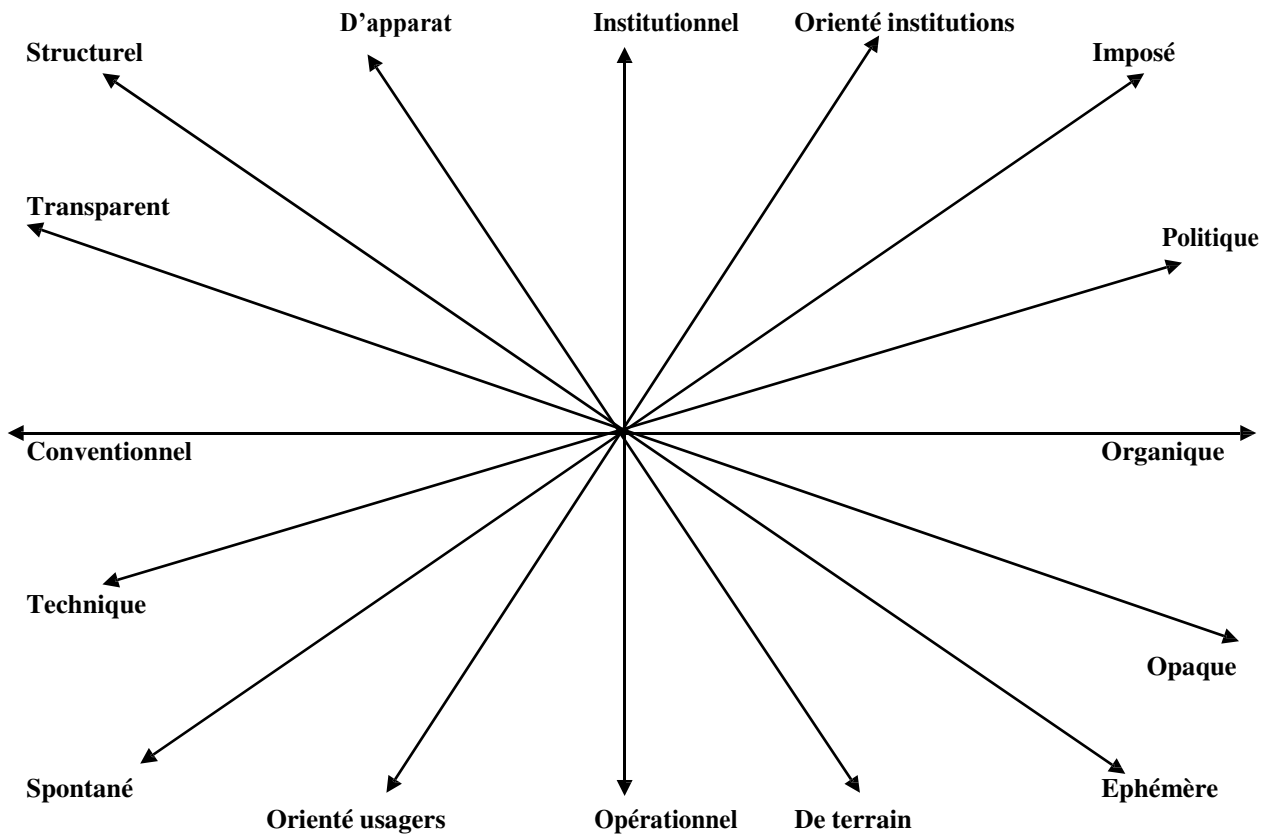 D’apparat
Institutionnel
Orienté institutions
Structurel
Imposé
Transparent
Politique
Conventionnel
Organique
Technique
Opaque
Spontané
Ephémère
Orienté usagers
Opérationnel
De terrain